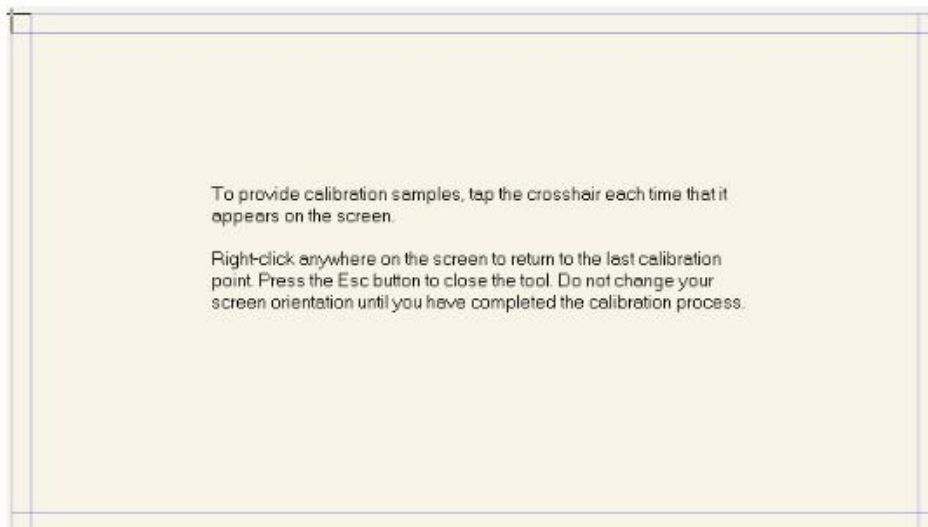 To provide calibration samples, tap the crosshair each time that it
appears on the screen.
Right-click anywhere on the screen to return to the last calibration
point. Press the Esc button to close the tool. Do not change your
screen orientation until you have completed the calibration process.